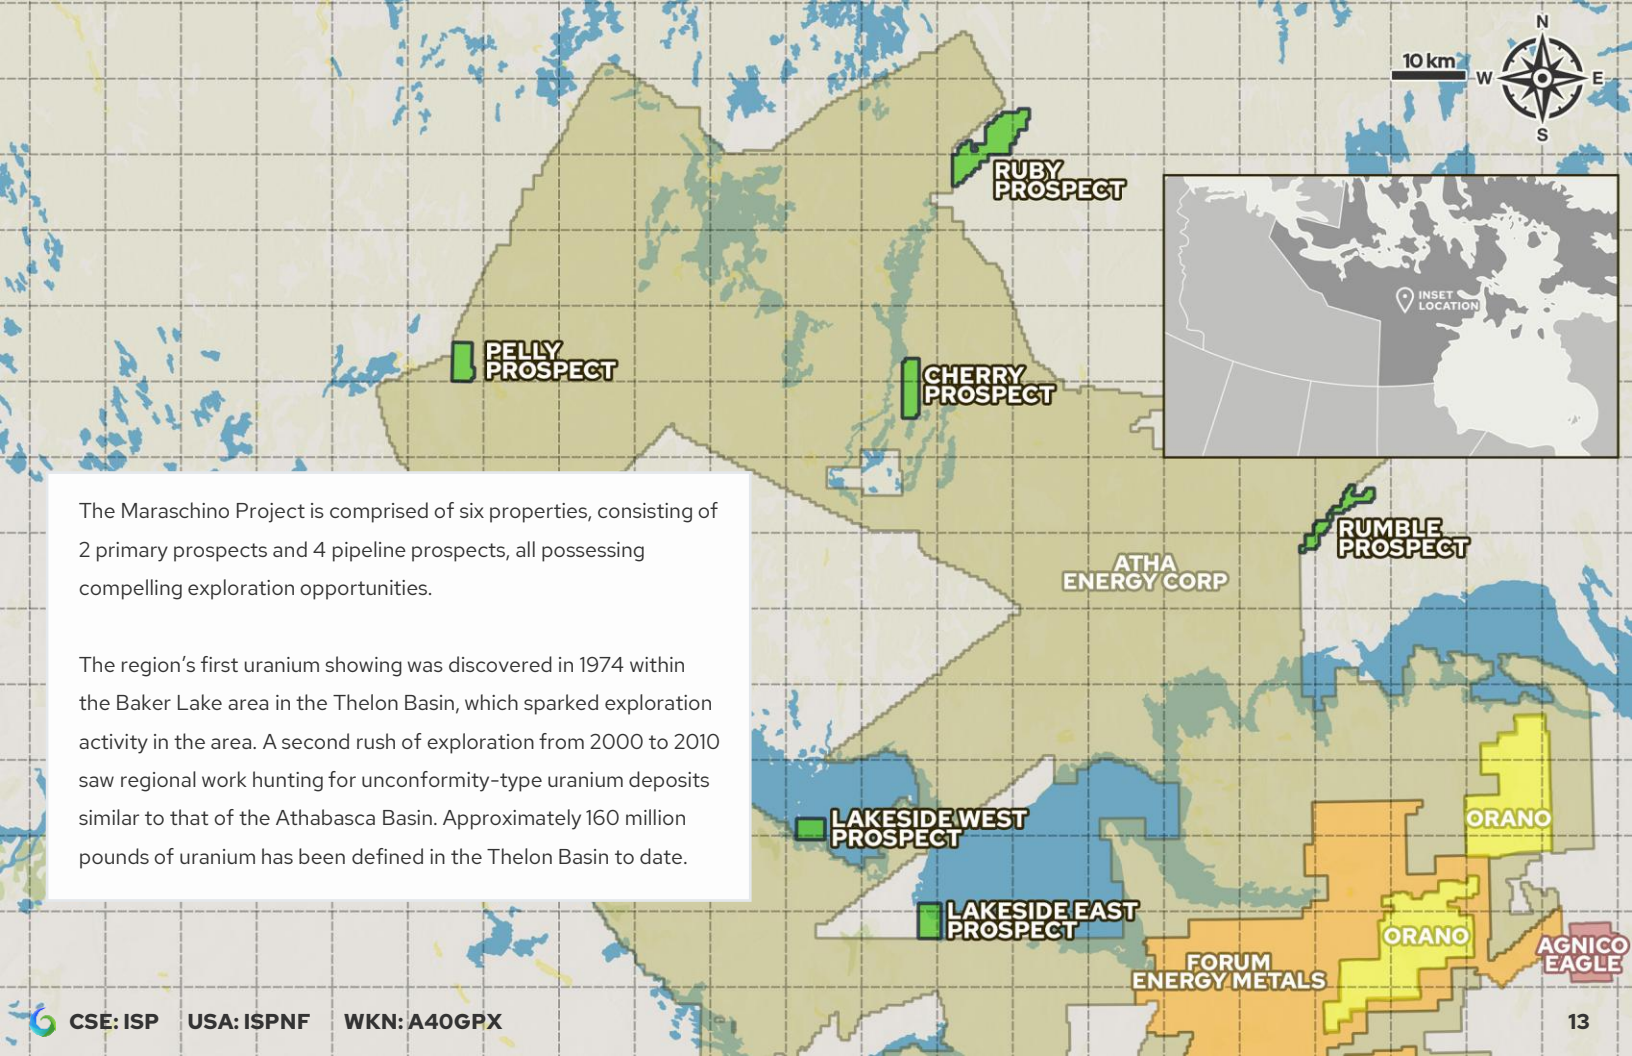 N
10 km
W
E
S
RUBY
PROSPECT
INSET
LOCATION
PELLY
PROSPECT
CHERRY
PROSPECT
The Maraschino Project is comprised of six properties, consisting of
2 primary prospects and 4 pipeline prospects, all possessing
compelling exploration opportunities.
The region’s first uranium showing was discovered in 1974 within
the Baker Lake area in the Thelon Basin, which sparked exploration
activity in the area. A second rush of exploration from 2000 to 2010
saw regional work hunting for unconformity-type uranium deposits
similar to that of the Athabasca Basin. Approximately 160 million
pounds of uranium has been defined in the Thelon Basin to date.
RUMBLE
PROSPECT
ATHA
ENERGY CORP
LAKESIDE WEST
PROSPECT
ORANO
LAKESIDE EAST
PROSPECT
ORANO
AGNICO
EAGLE
FORUM
ENERGY METALS
CSE: ISP
USA: ISPNF
WKN: A40GPX
13